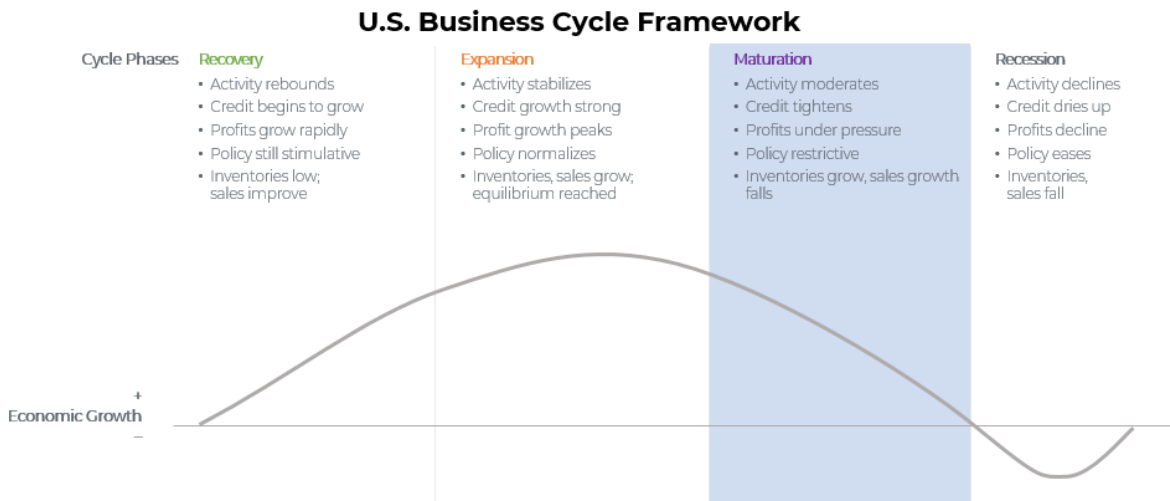 U.S. Business Cycle Framework
Cycle Phases
Recovery
• Activity rebounds
• Credit begins to grow
• Profits grow rapidly
• Policy still stimulative
• Inventories low;
sales improve
Expansion
• Activity stabilizes
• Credit growth strong
• Profit growth peaks
• Policy normalizes
• Inventories, sales grow;
equilibrium reached
Maturation
• Activity moderates
• Credit tightens
• Profits under pressure
• Policy restrictive
• Inventories grow, sales growth
falls
Recession
• Activity declines
• Credit dries up
• Profits decline
• Policy eases
• Inventories,
sales fall
+
Economic Growth
–